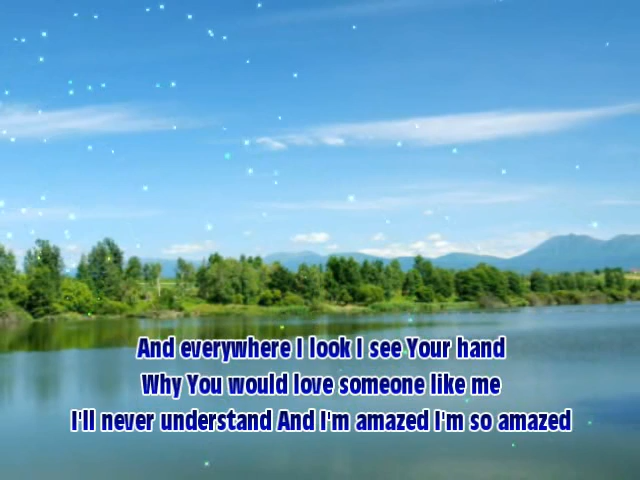 And everywhere I look I see Your hand
Why You would love someone like me
I'll never understand And I'm amazed I'm so amazed